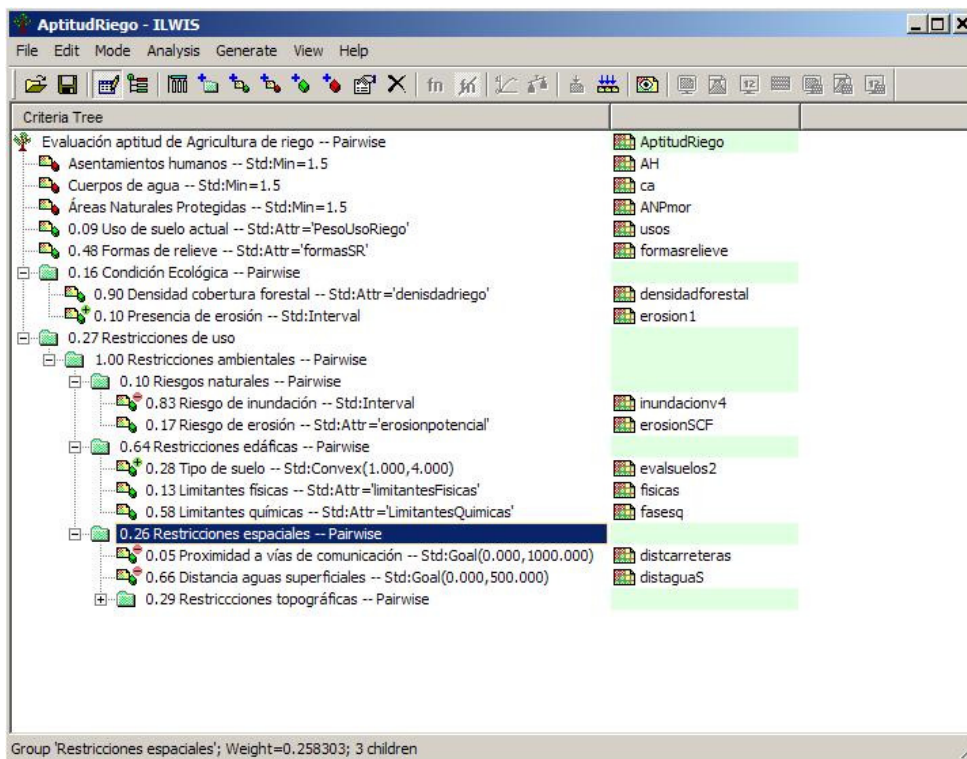 AptitudRiego - ILWIS
File Edit Mode Analysis Generate View Help
fn fx 12 12
Criteria Tree
Evaluación aptitud de Agricultura de riego -- Pairwise AptitudRiego
Asentamientos humanos -- Std:Min=1.5 AH
Cuerpos de agua -- Std:Min=1.5 ca
Áreas Naturales Protegidas -- Std:Min=1.5 ANPmor
0.09 Uso de suelo actual -- Std:Attr='PesoUsoRiego' usos
0.48 Formas de relieve -- Std:Attr='formasSR' formasrelieve
0.16 Condición Ecológica -- Pairwise
0.90 Densidad cobertura forestal -- Std:Attr='denisdadriego' densidadforestal
0.10 Presencia de erosión -- Std:Interval erosion1
0.27 Restricciones de uso
1.00 Restricciones ambientales -- Pairwise
0.10 Riesgos naturales -- Pairwise
0.83 Riesgo de inundación -- Std:Interval inundacionv4
0.17 Riesgo de erosión -- Std:Attr='erosionpotencial' erosionSCF
0.64 Restricciones edáficas -- Pairwise
0.28 Tipo de suelo -- Std:Convex(1.000,4.000) evalsuelos2
0.13 Limitantes físicas -- Std:Attr='limitantesFisicas' fisicas
0.58 Limitantes químicas -- Std:Attr='LimitantesQuimicas' fasesq
0.26 Restricciones espaciales -- Pairwise
0.05 Proximidad a vías de comunicación -- Std:Goal(0.000,1000.000) distcarreteras
0.66 Distancia aguas superficiales -- Std:Goal(0.000,500.000) distaguaS
0.29 Restriccciones topográficas -- Pairwise
Group 'Restricciones espaciales'; Weight=0.258303; 3 children